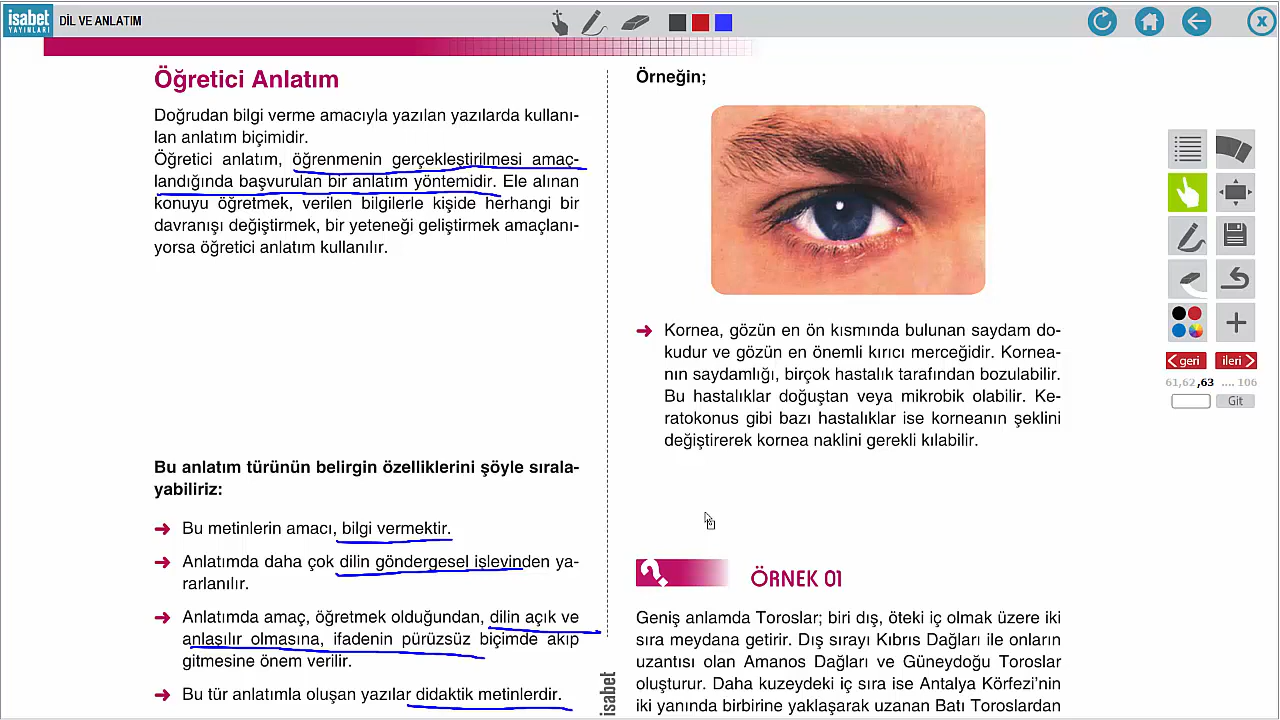 isabet
YAYINLARI
DİL VE ANLATIM
Öğretici Anlatım
Doğrudan bilgi verme amacıyla yazılan yazılarda kullanı-
lan anlatım biçimidir.
Öğretici anlatım, öğrenmenin gerçekleştirilmesi amaç-
landığında başvurulan bir anlatım yöntemidir. Ele alınan
konuyu öğretmek, verilen bilgilerle kişide herhangi bir
davranışı değiştirmek, bir yeteneği geliştirmek amaçlanı-
yorsa öğretici anlatım kullanılır.
Bu anlatım türünün belirgin özelliklerini şöyle sırala-
yabiliriz:
Bu metinlerin amacı, bilgi vermektir.
Anlatımda daha çok dilin göndergesel işlevinden ya-
rarlanılır.
Anlatımda amaç, öğretmek olduğundan, dilin açık ve
anlaşılır olmasına, ifadenin pürüzsüz biçimde akıp
gitmesine önem verilir.
Bu tür anlatımla oluşan yazılar didaktik metinlerdir.
isabet
Örneğin;
Kornea, gözün en ön kısmında bulunan saydam do-
kudur ve gözün en önemli kırıcı merceğidir. Kornea-
nın saydamlığı, birçok hastalık tarafından bozulabilir.
Bu hastalıklar doğuştan veya mikrobik olabilir. Ke-
ratokonus gibi bazı hastalıklar ise korneanın şeklini
değiştirerek kornea naklini gerekli kılabilir.
ÖRNEK 01
Geniş anlamda Toroslar; biri dış, öteki iç olmak üzere iki
sıra meydana getirir. Dış sırayı Kıbrıs Dağları ile onların
uzantısı olan Amanos Dağları ve Güneydoğu Toroslar
oluşturur. Daha kuzeydeki iç sıra ise Antalya Körfezi'nin
iki yanında birbirine yaklaşarak uzanan Batı Toroslardan
geri ileri
61,62,63 .... 106
Git